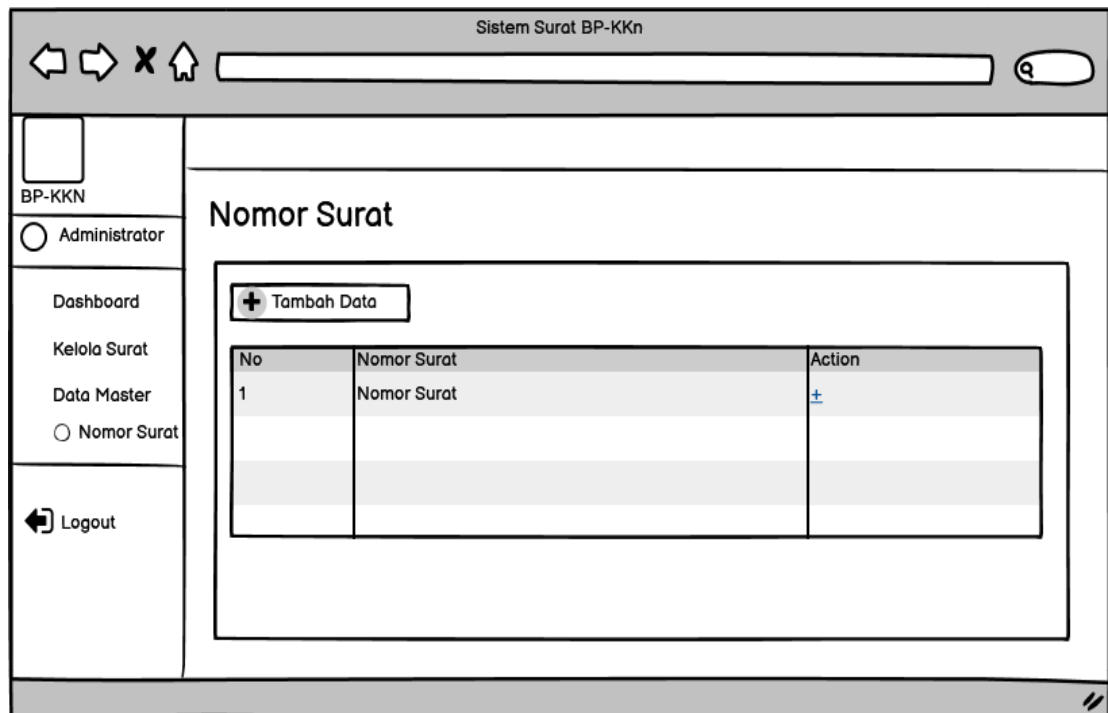 Sistem Surat BP-KKn
BP-KKN
Administrator
Dashboard
Kelola Surat
Data Master
Nomor Surat
Logout
Nomor Surat
+ Tambah Data
No Nomor Surat Action
1 Nomor Surat +